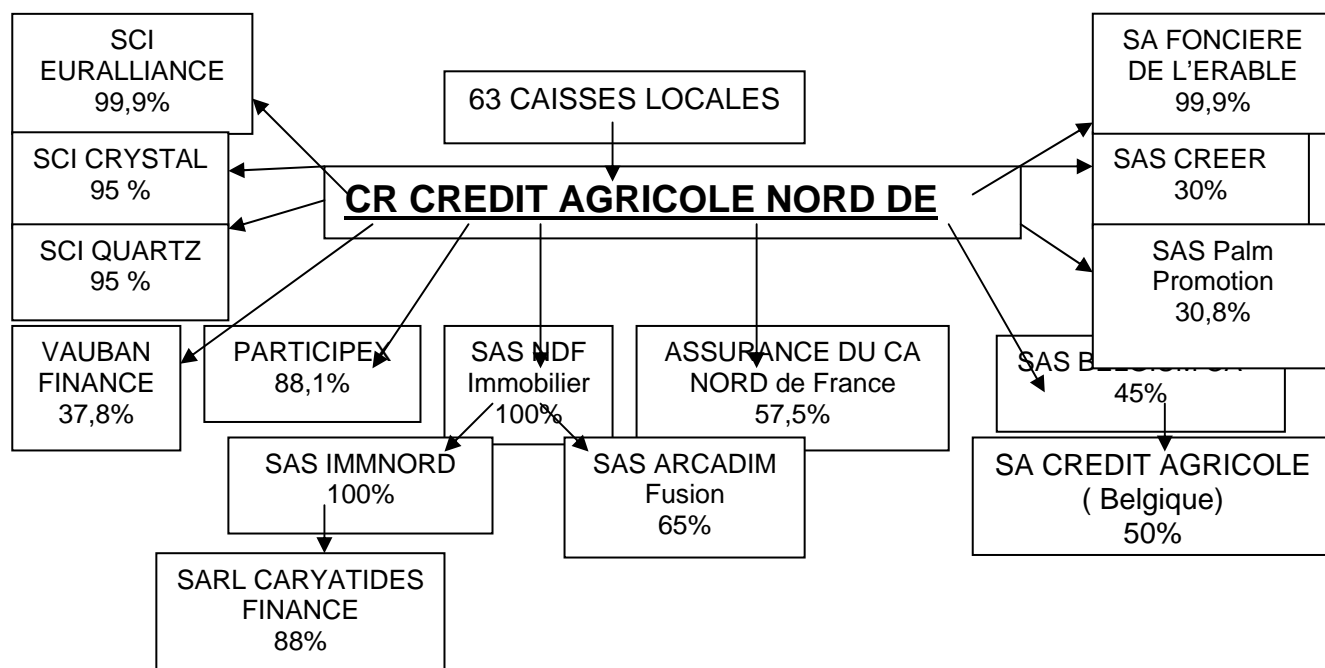 SCI
EURALLIANCE
99,9%
63 CAISSES LOCALES
SA FONCIERE
DE L'ERABLE
99,9%
SCI CRYSTAL
95 %
CR CREDIT AGRICOLE NORD DE
SAS CREER
30%
SCI QUARTZ
95 %
SAS Palm
Promotion
30,8%
VAUBAN
FINANCE
37,8%
PARTICIPEX
88,1%
SAS NDF
Immobilier
100%
ASSURANCE DU CA
NORD de France
57,5%
SAS
45%
SAS IMMNORD
100%
SAS ARCADIM
Fusion
65%
SA CREDIT AGRICOLE
( Belgique)
50%
SARL CARYATIDES
FINANCE
88%